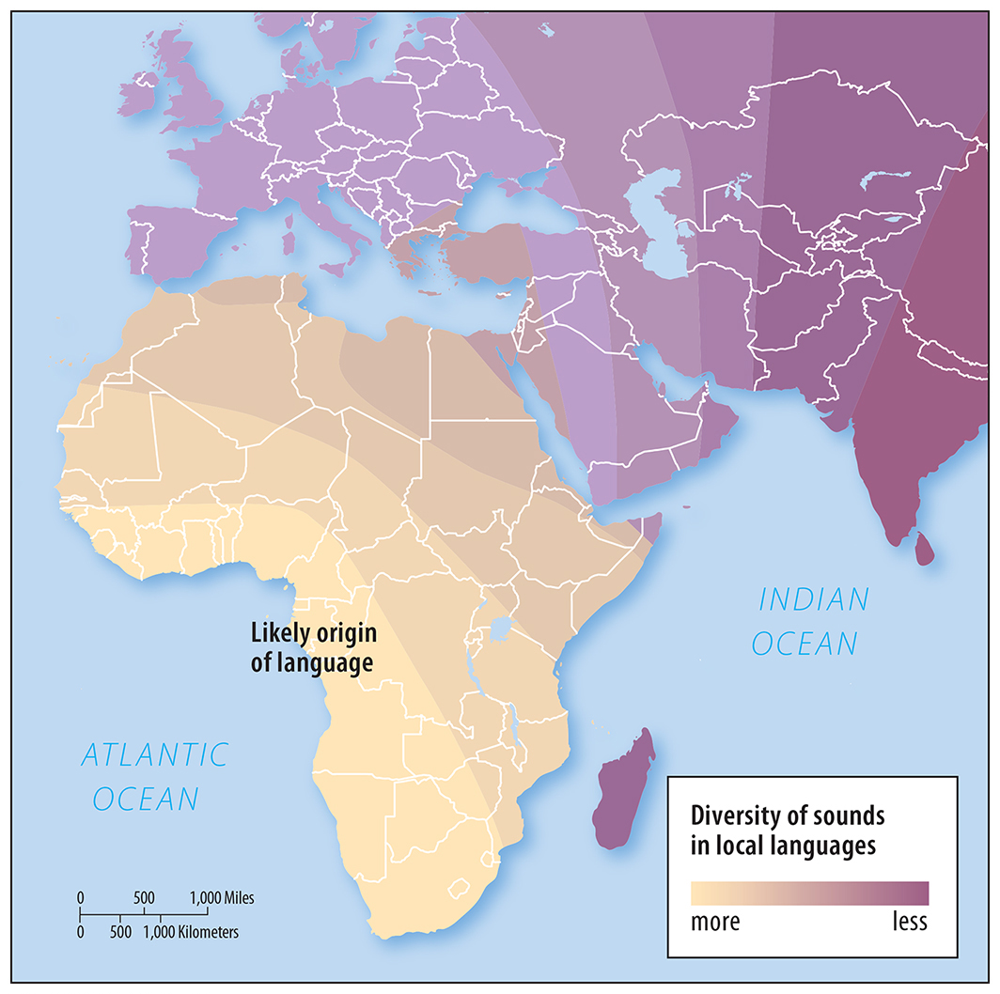 Likely origin
of language
INDIAN
OCEAN
ATLANTIC
OCEAN
Diversity of sounds
in local languages
more less
0 500 1,000 Miles
0 500 1,000 Kilometers